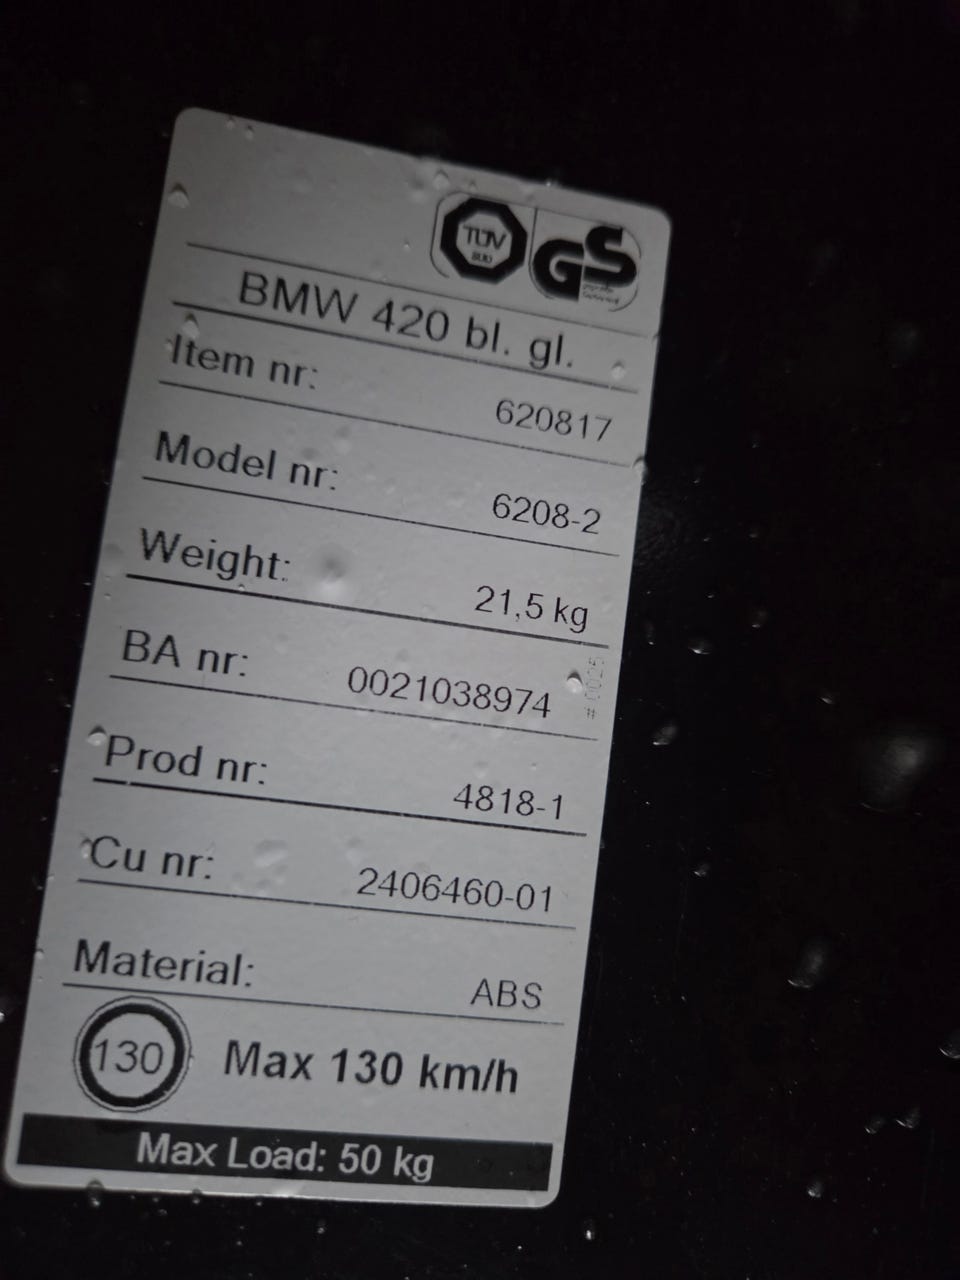 TÜV
SÜD
GS
BMW 420 bl. gl.
Item nr: 620817
Model nr: 6208-2
Weight: 21,5 kg
BA nr: 0021038974
#0025
Prod nr: 4818-1
Cu nr: 2406460-01
Material: ABS
130 Max 130 km/h
Max Load: 50 kg